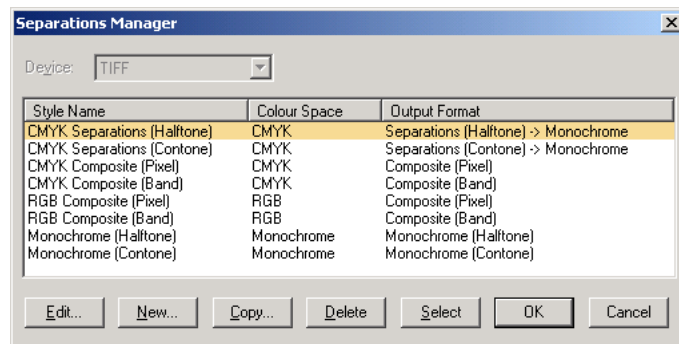 Separations Manager
Device: TIFF
Style Name Colour Space Output Format
CMYK Separations (Halftone) CMYK Separations (Halftone) -> Monochrome
CMYK Separations (Contone) CMYK Separations (Contone) -> Monochrome
CMYK Composite (Pixel) CMYK Composite (Pixel)
CMYK Composite (Band) CMYK Composite (Band)
RGB Composite (Pixel) RGB Composite (Pixel)
RGB Composite (Band) RGB Composite (Band)
Monochrome (Halftone) Monochrome Monochrome (Halftone)
Monochrome (Contone) Monochrome Monochrome (Contone)
Edit... New... Copy... Delete Select OK Cancel